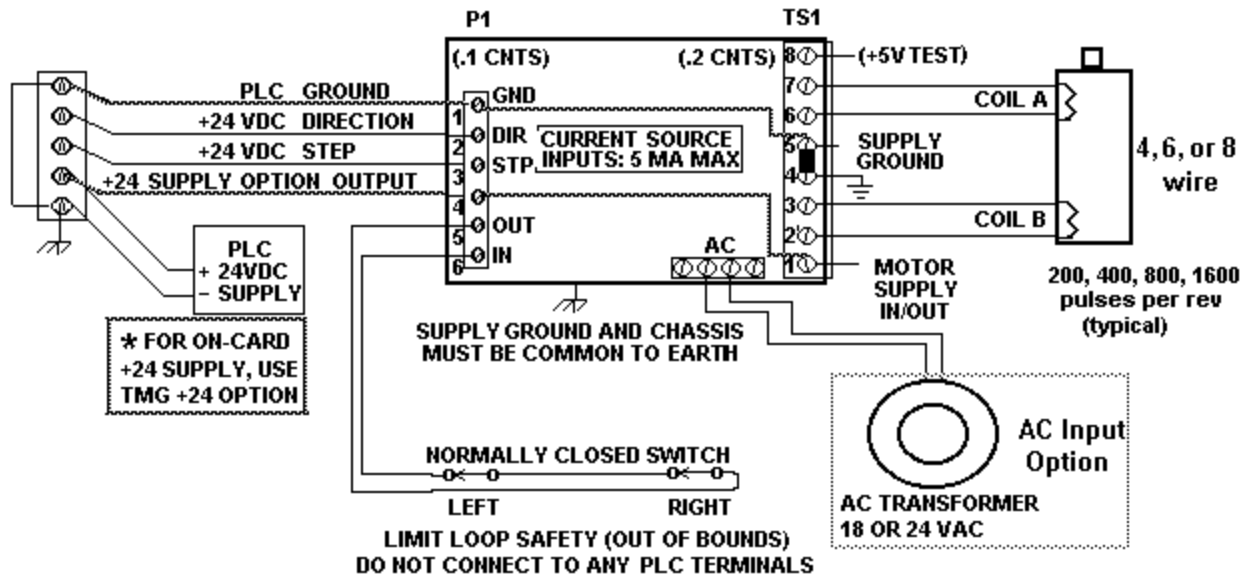 P1
TS1
(.1 CNTS)
(.2 CNTS)
8
(+5V TEST)
PLC GROUND
GND
7
COIL A
1
6
+24 VDC DIRECTION
DIR
CURRENT SOURCE
INPUTS: 5 MA MAX
5
SUPPLY
GROUND
2
+24 VDC STEP
STP
4
4, 6, or 8
wire
3
+24 SUPPLY OPTION OUTPUT
3
4
COIL B
OUT
2
5
IN
AC
1
6
MOTOR
SUPPLY
IN/OUT
PLC
+ 24VDC
- SUPPLY
200, 400, 800, 1600
pulses per rev
(typical)
SUPPLY GROUND AND CHASSIS
MUST BE COMMON TO EARTH
* FOR ON-CARD
+24 SUPPLY, USE
TMG +24 OPTION
AC Input
Option
NORMALLY CLOSED SWITCH
LEFT
RIGHT
AC TRANSFORMER
18 OR 24 VAC
LIMIT LOOP SAFETY (OUT OF BOUNDS)
DO NOT CONNECT TO ANY PLC TERMINALS